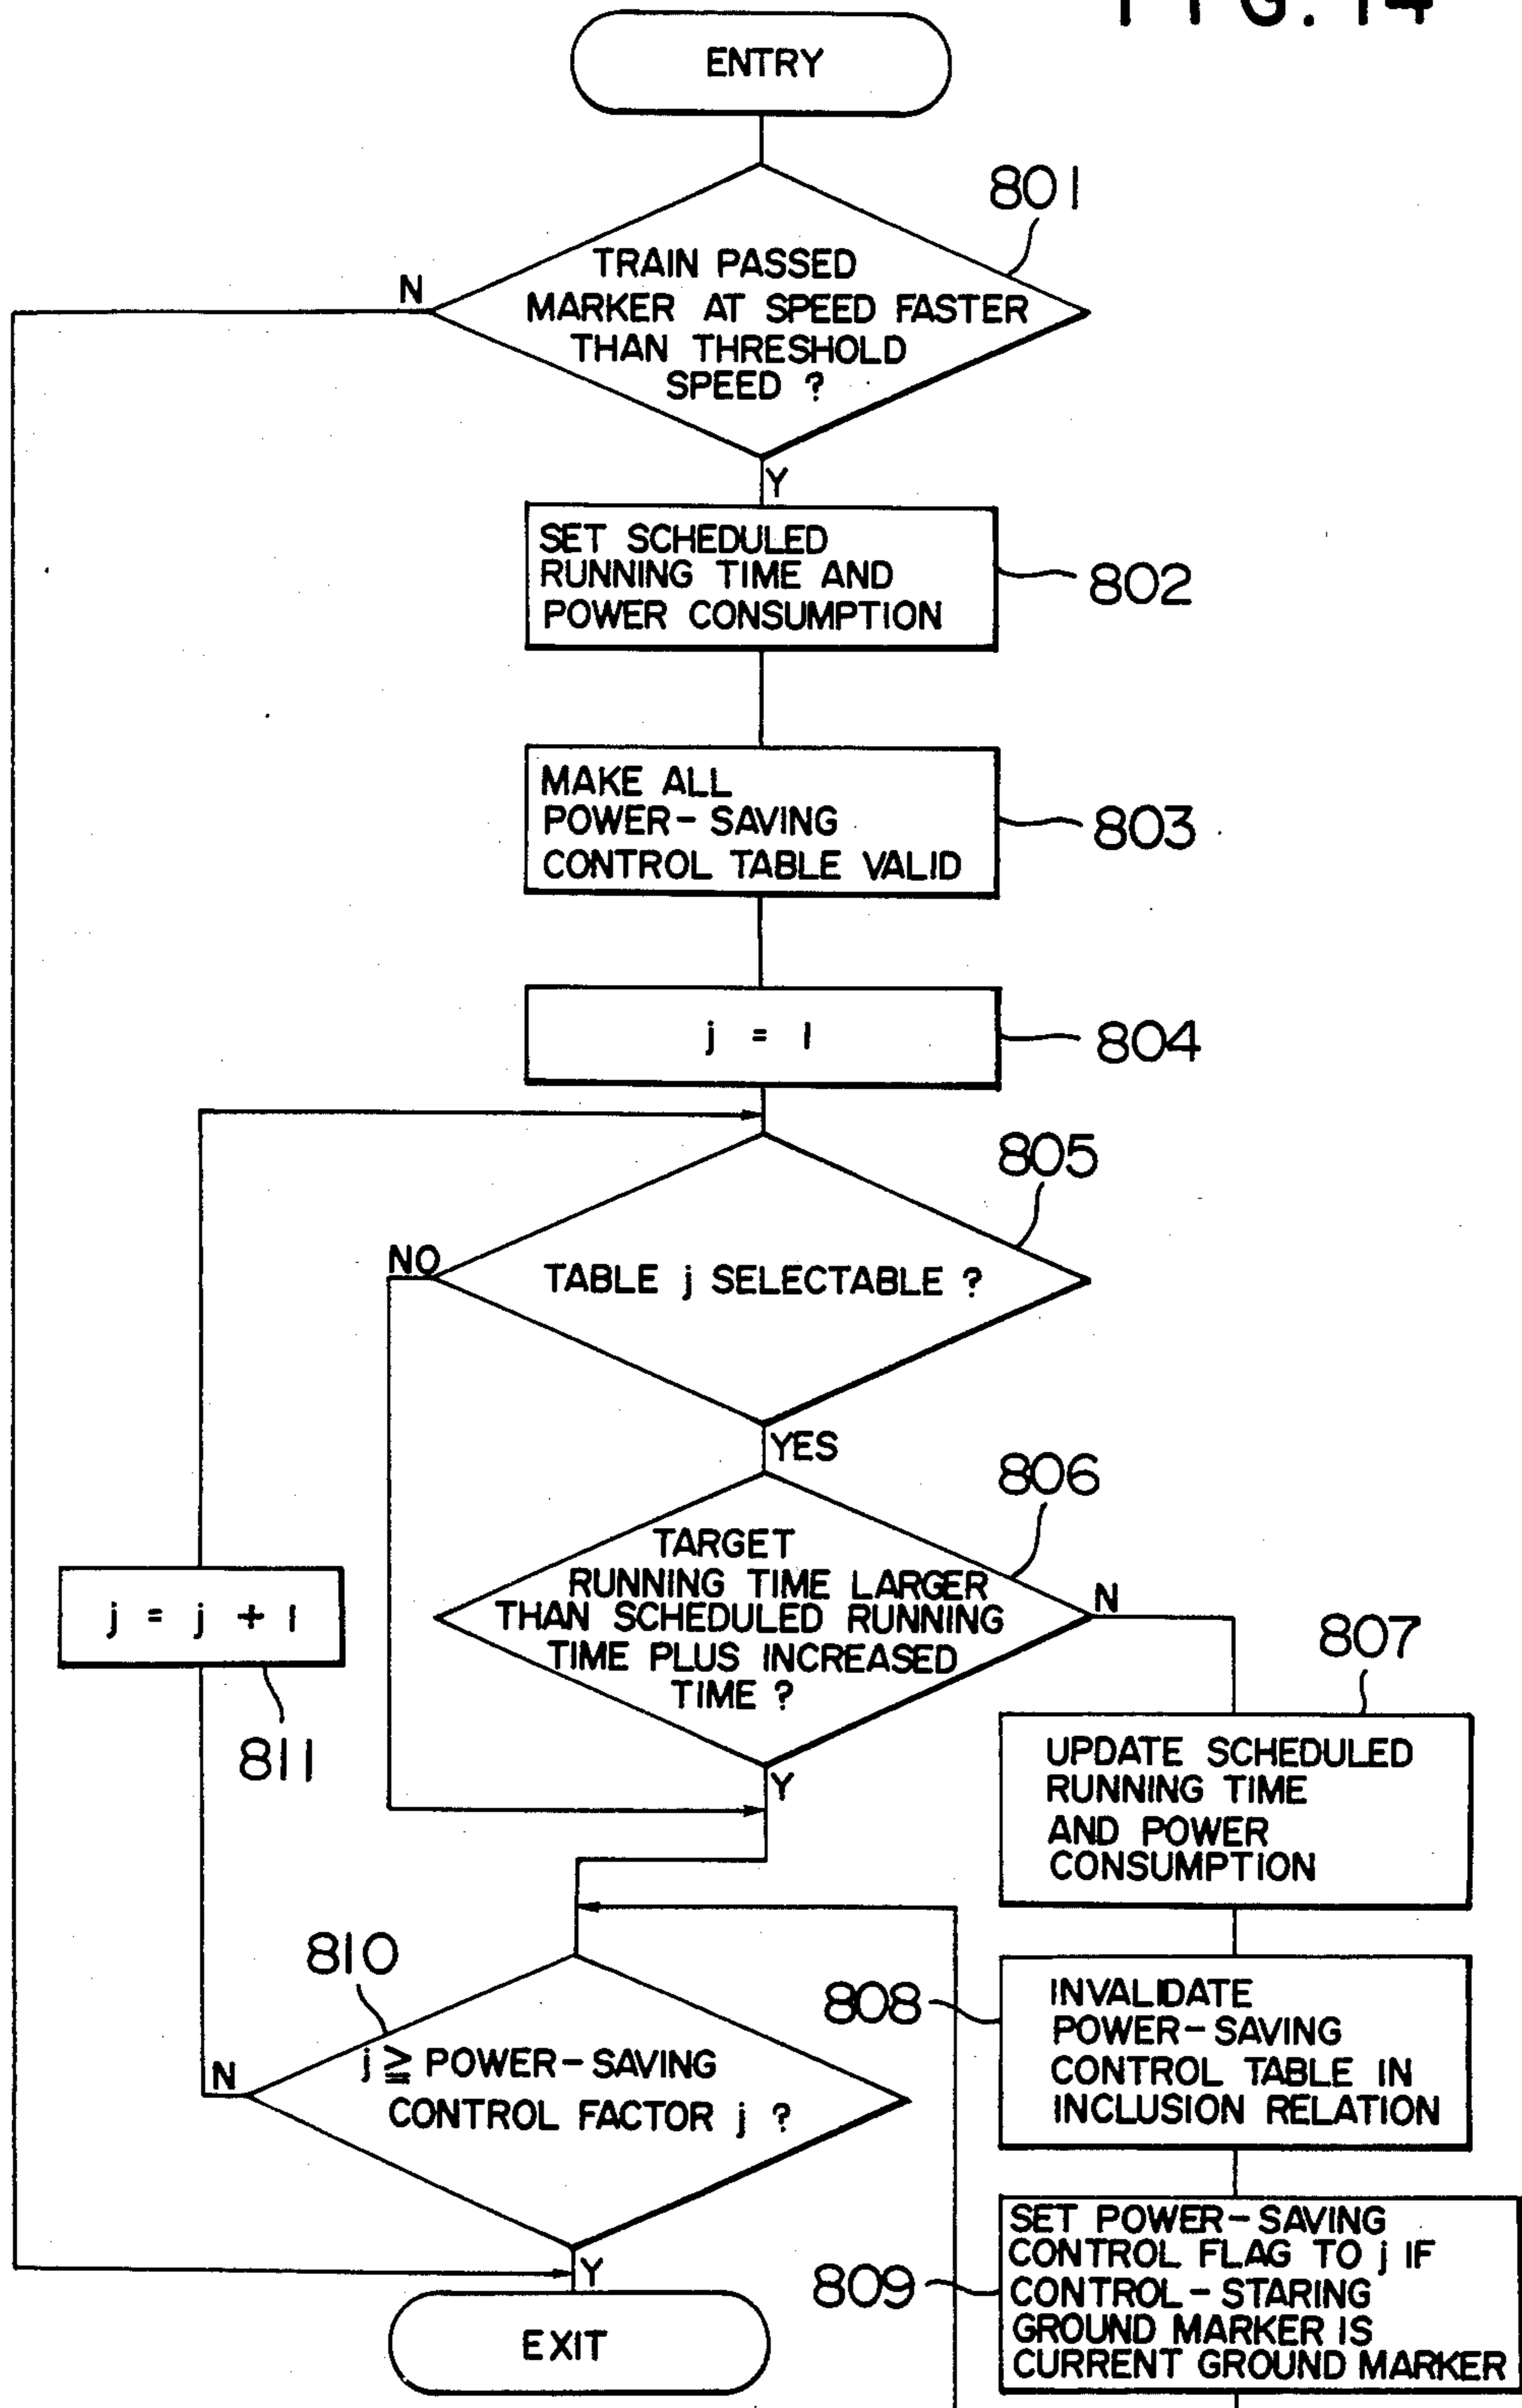 FIG. 14
ENTRY
801
TRAIN PASSED
MARKER AT SPEED FASTER
THAN THRESHOLD
SPEED ?
N
Y
SET SCHEDULED
RUNNING TIME AND
POWER CONSUMPTION
802
MAKE ALL
POWER-SAVING
CONTROL TABLE VALID
803
j = 1
804
805
TABLE j SELECTABLE ?
NO
YES
806
TARGET
RUNNING TIME LARGER
THAN SCHEDULED RUNNING
TIME PLUS INCREASED
TIME ?
N
Y
j = j + 1
811
807
UPDATE SCHEDULED
RUNNING TIME
AND POWER
CONSUMPTION
810
j ≧ POWER-SAVING
CONTROL FACTOR j ?
N
Y
808
INVALIDATE
POWER-SAVING
CONTROL TABLE IN
INCLUSION RELATION
809
SET POWER-SAVING
CONTROL FLAG TO j IF
CONTROL-STARING
GROUND MARKER IS
CURRENT GROUND MARKER
EXIT